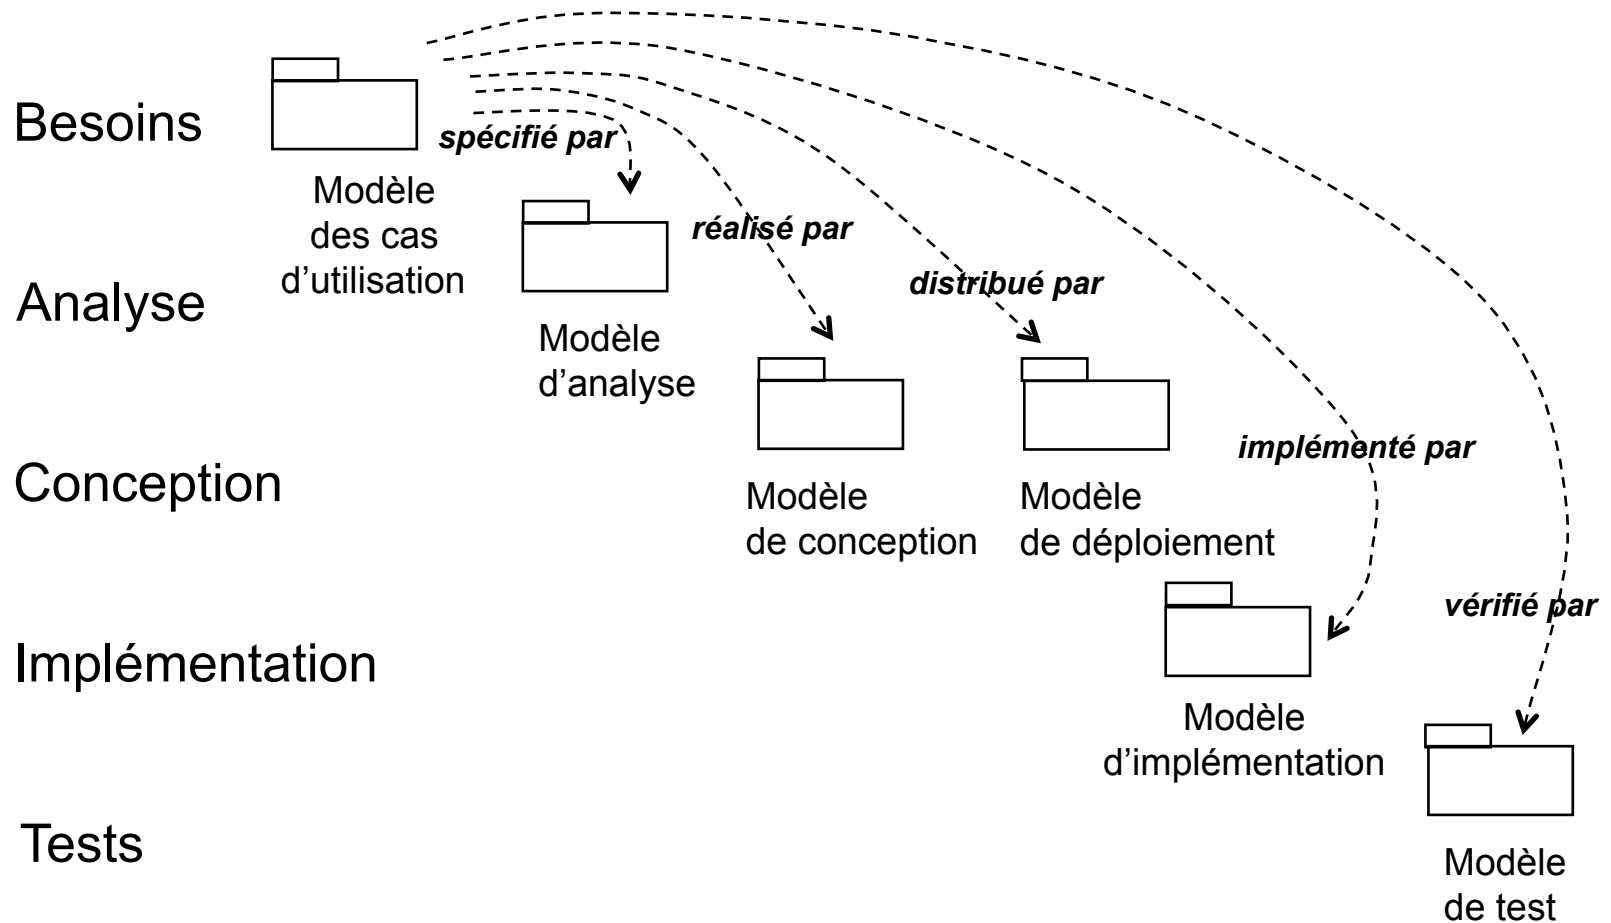 Besoins
spécifié par
Modèle
des cas
d’utilisation
réalisé par
Analyse
distribué par
Modèle
d’analyse
implémenté par
Conception
Modèle
de conception
Modèle
de déploiement
vérifié par
Implémentation
Modèle
d’implémentation
Tests
Modèle
de test